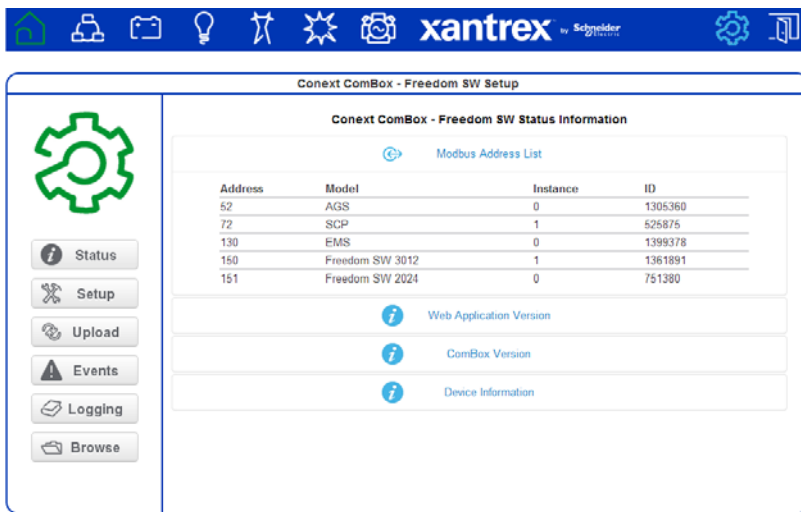 xantrex by Schneider Electric
Conext ComBox - Freedom SW Setup
Conext ComBox - Freedom SW Status Information
Modbus Address List
Address Model Instance ID
52 AGS 0 1305360
72 SCP 1 525875
130 EMS 0 1399378
150 Freedom SW 3012 1 1361891
151 Freedom SW 2024 0 751380
Web Application Version
ComBox Version
Device Information
Status
Setup
Upload
Events
Logging
Browse